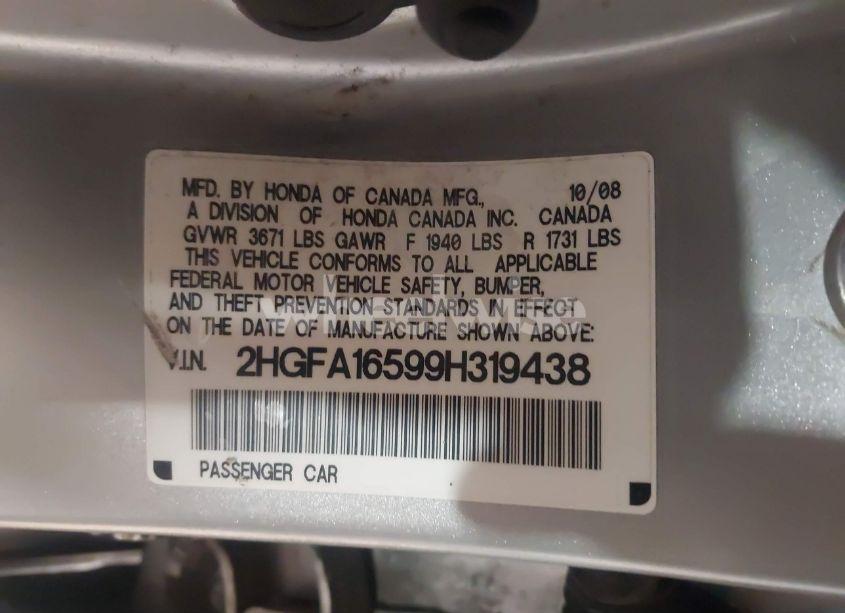 MFD. BY HONDA OF CANADA MFG., 10/08
A DIVISION OF HONDA CANADA INC. CANADA
GVWR 3671 LBS GAWR F 1940 LBS R 1731 LBS
THIS VEHICLE CONFORMS TO ALL APPLICABLE
FEDERAL MOTOR VEHICLE SAFETY, BUMPER,
AND THEFT PREVENTION STANDARDS IN EFFECT
ON THE DATE OF MANUFACTURE SHOWN ABOVE:
V.I.N. 2HGFA16599H319438
PASSENGER CAR